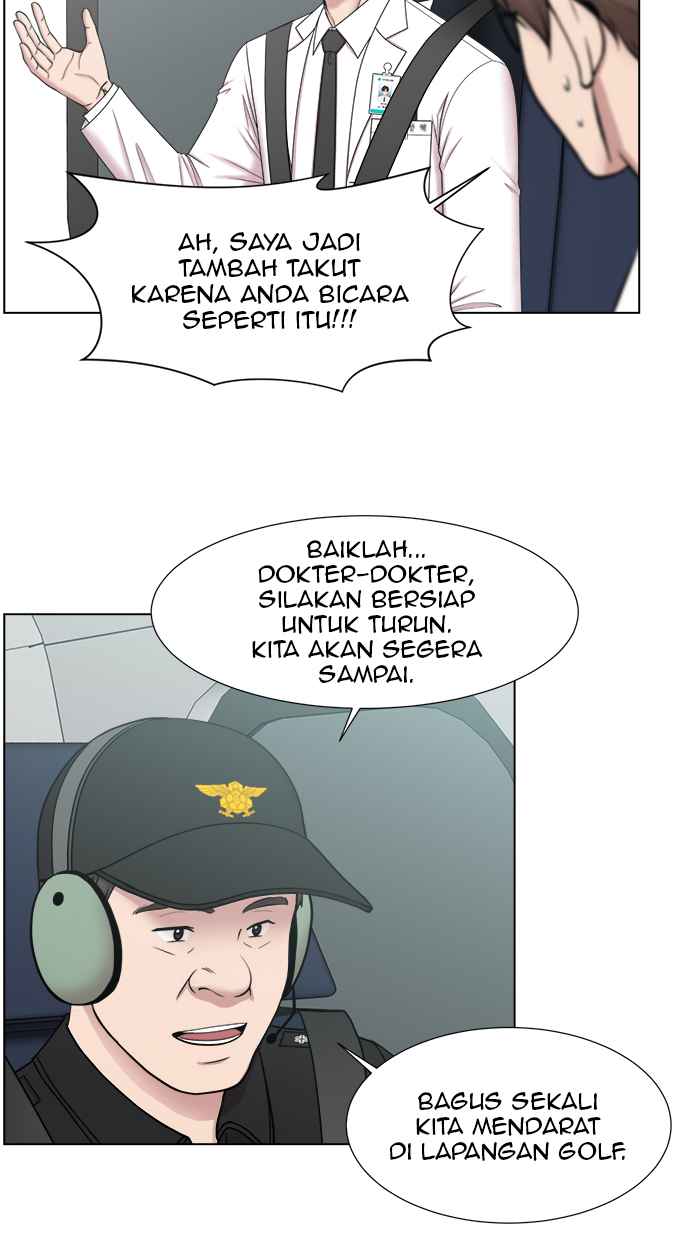 AH, SAYA JADI
TAMBAH TAKUT
KARENA ANDA BICARA
SEPERTI ITU!!!
BAIKLAH...
DOKTER-DOKTER,
SILAKAN BERSIAP
UNTUK TURUN.
KITA AKAN SEGERA
SAMPAI.
BAGUS SEKALI
KITA MENDARAT
DI LAPANGAN GOLF.